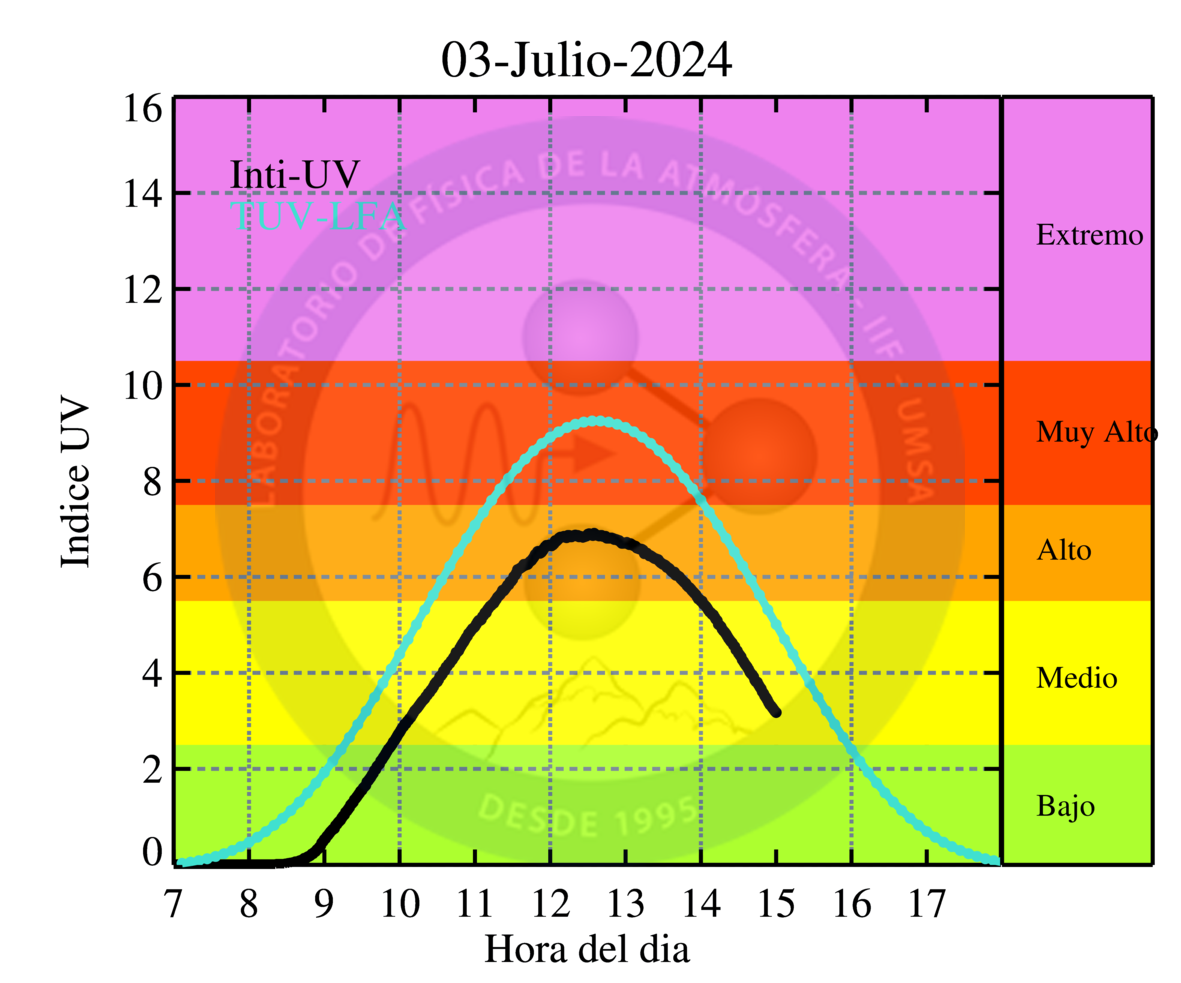 03-Julio-2024
16
14
12
10
8
6
4
2
0
Indice UV
Inti-UV
TUV-LFA
LABORATORIO DE FÍSICA DE LA ATMÓSFERA - IIF - UMSA
DESDE 1995
Extremo
Muy Alto
Alto
Medio
Bajo
7 8 9 10 11 12 13 14 15 16 17
Hora del dia